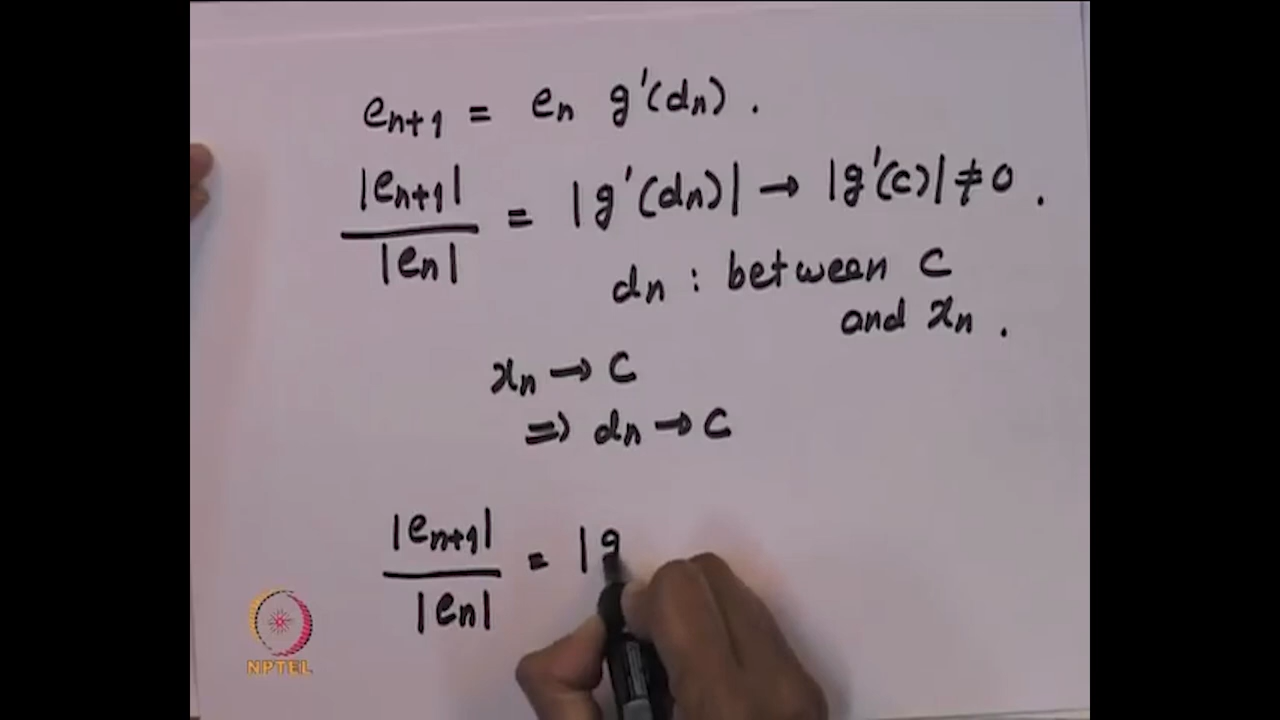 eₙ₊₁ = eₙ g'(dₙ).
|eₙ₊₁| / |eₙ| = |g'(dₙ)| → |g'(c)| ≠ 0.
dₙ : between c
and xₙ.
xₙ → c
⇒ dₙ → c
|eₙ₊₁| / |eₙ| = |g
NPTEL